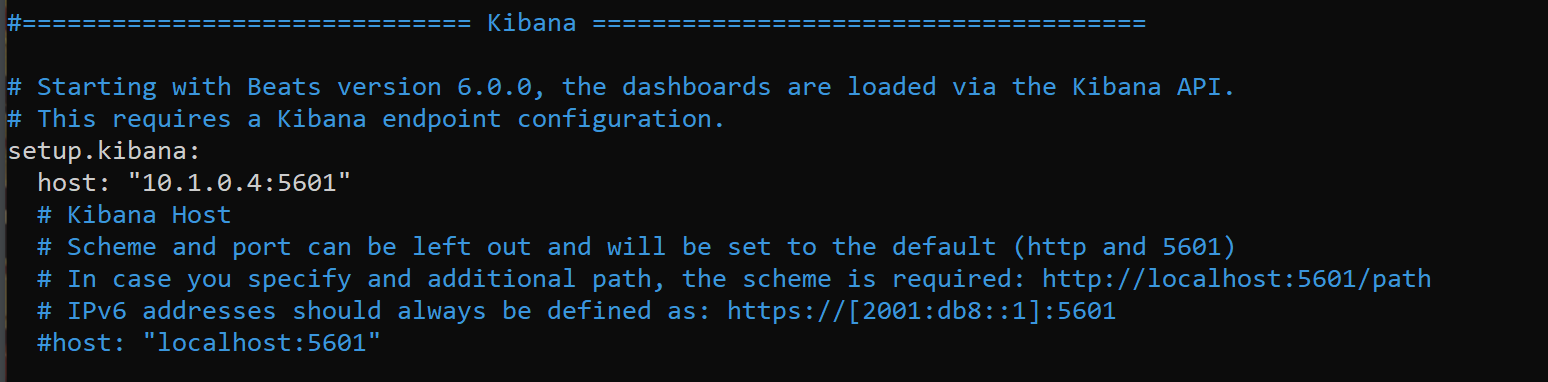 #============================== Kibana =====================================
# Starting with Beats version 6.0.0, the dashboards are loaded via the Kibana API.
# This requires a Kibana endpoint configuration.
setup.kibana:
  host: "10.1.0.4:5601"
  # Kibana Host
  # Scheme and port can be left out and will be set to the default (http and 5601)
  # In case you specify and additional path, the scheme is required: http://localhost:5601/path
  # IPv6 addresses should always be defined as: https://[2001:db8::1]:5601
  #host: "localhost:5601"